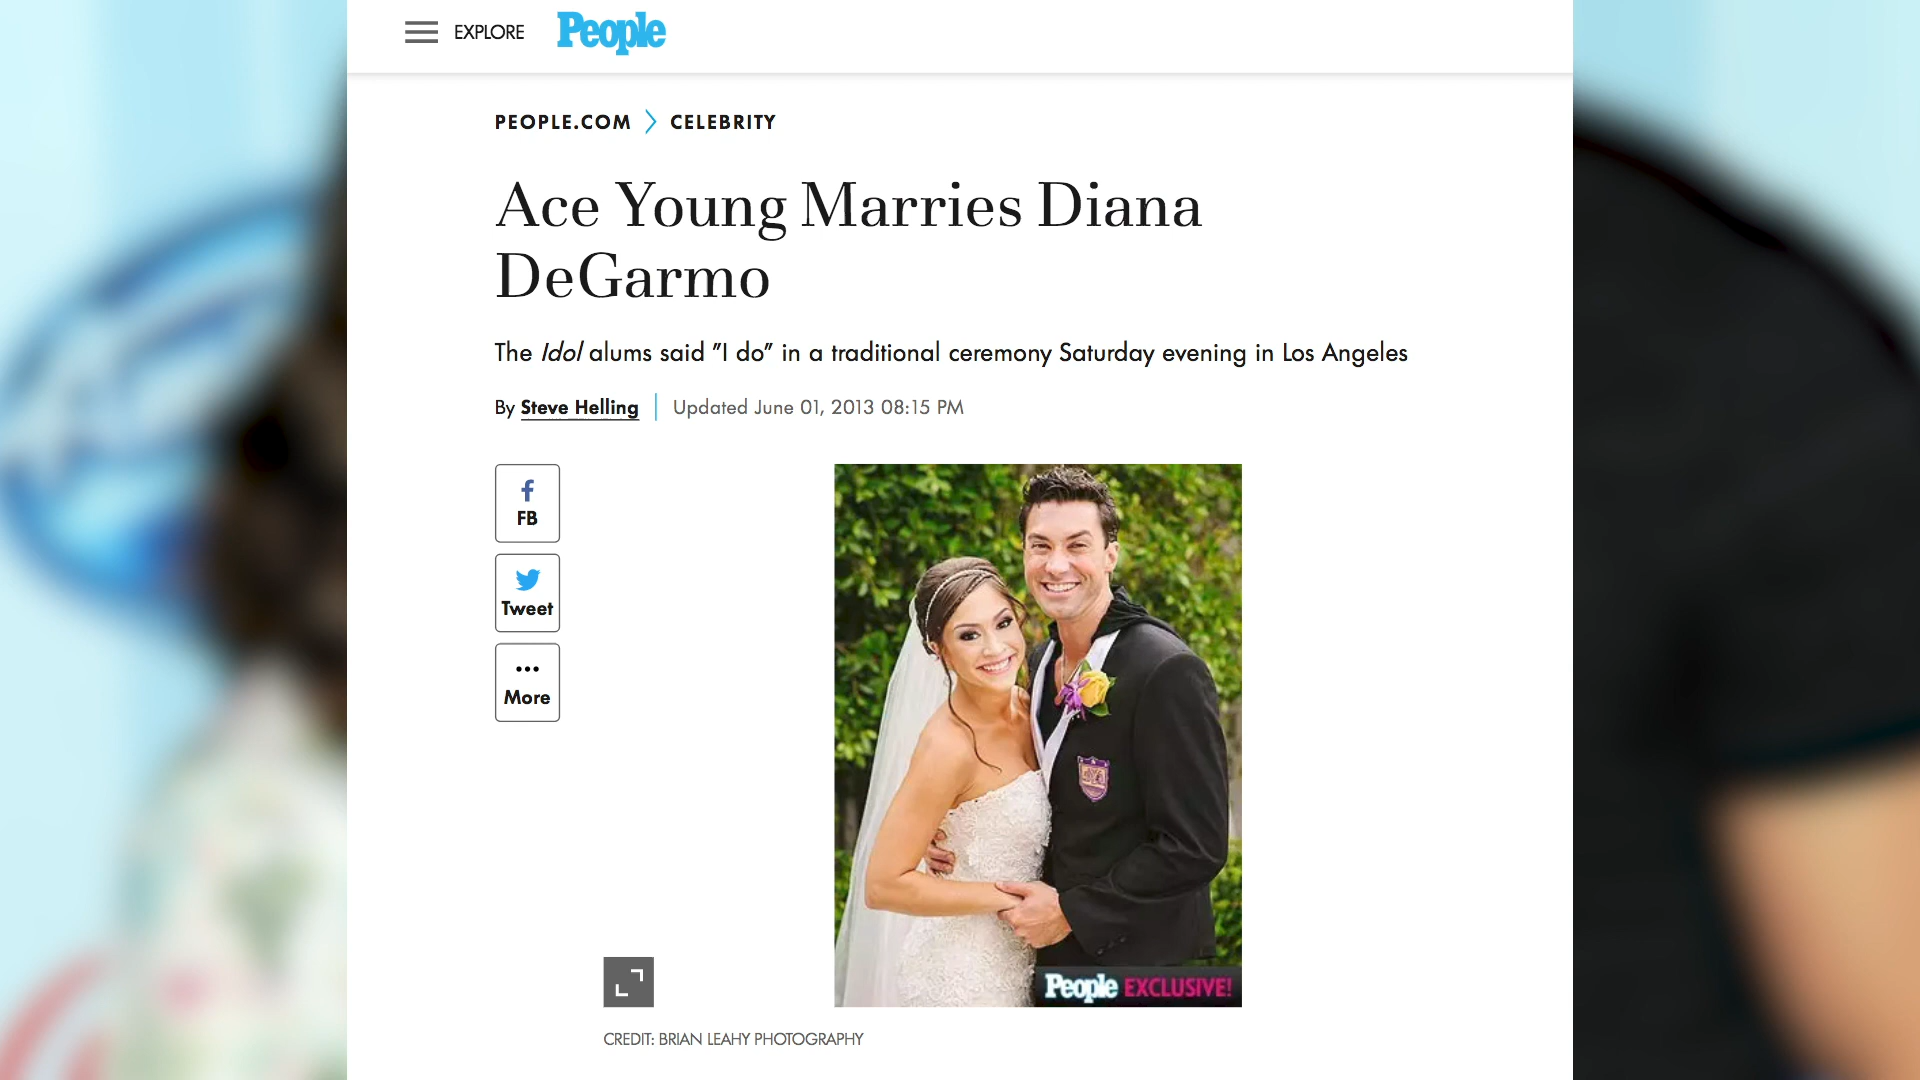 EXPLORE People
PEOPLE.COM CELEBRITY
Ace Young Marries Diana
DeGarmo
The Idol alums said "I do" in a traditional ceremony Saturday evening in Los Angeles
By Steve Helling Updated June 01, 2013 08:15 PM
FB
Tweet
More
People EXCLUSIVE!
CREDIT: BRIAN LEAHY PHOTOGRAPHY